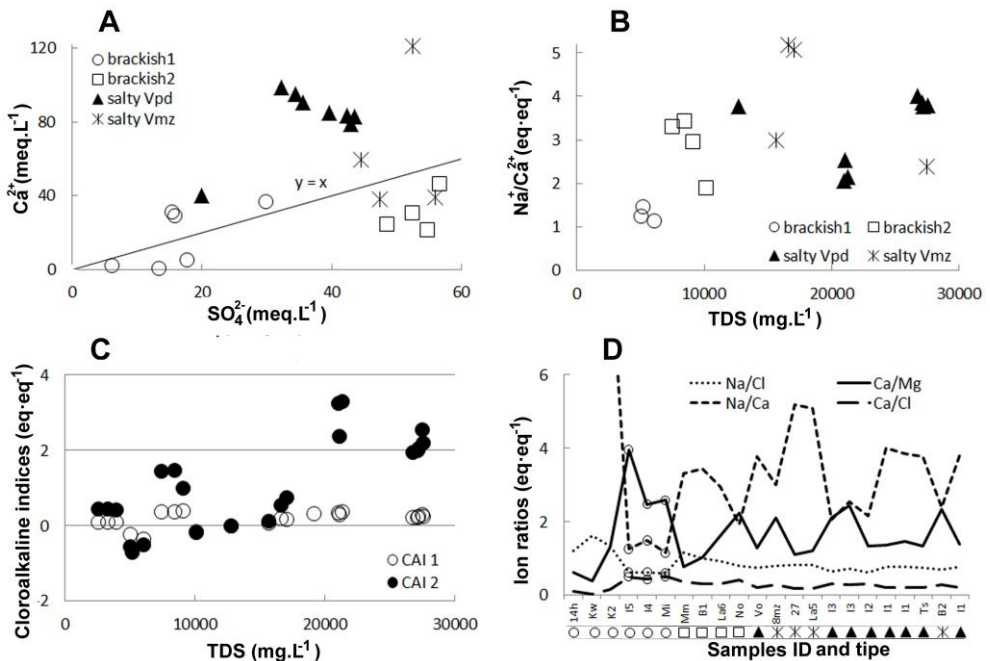 A
Ca²⁺ (meq.L⁻¹)
120
80
40
0
brackish1
brackish2
salty Vpd
salty Vmz
y = x
0
20
40
60
SO₄²⁻(meq.L⁻¹)
B
Na⁺/Ca²⁺(eq·eq⁻¹)
5
4
3
2
1
0
brackish1
brackish2
salty Vpd
salty Vmz
0
10000
20000
30000
TDS (mg.L⁻¹)
C
Cloroalkaline indices (eq·eq⁻¹)
4
2
0
2
CAI 1
CAI 2
0
10000
20000
30000
TDS (mg.L⁻¹)
D
Ion ratios (eq·eq⁻¹)
6
4
2
0
Na/Cl
Ca/Mg
Na/Ca
Ca/Cl
14h
Kw
K2
I5
I4
Mi
Mm
B1
La6
No
Vo
8mz
27
La5
I3
I3
I2
I1
I1
Ts
B2
I1
Samples ID and tipe